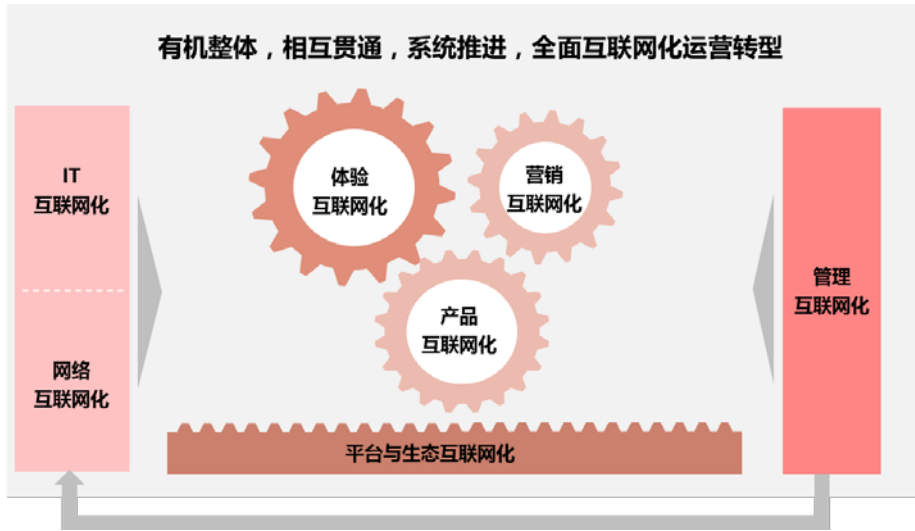 有机整体，相互贯通，系统推进，全面互联网化运营转型
IT
互联网化
网络
互联网化
体验
互联网化
营销
互联网化
产品
互联网化
平台与生态互联网化
管理
互联网化